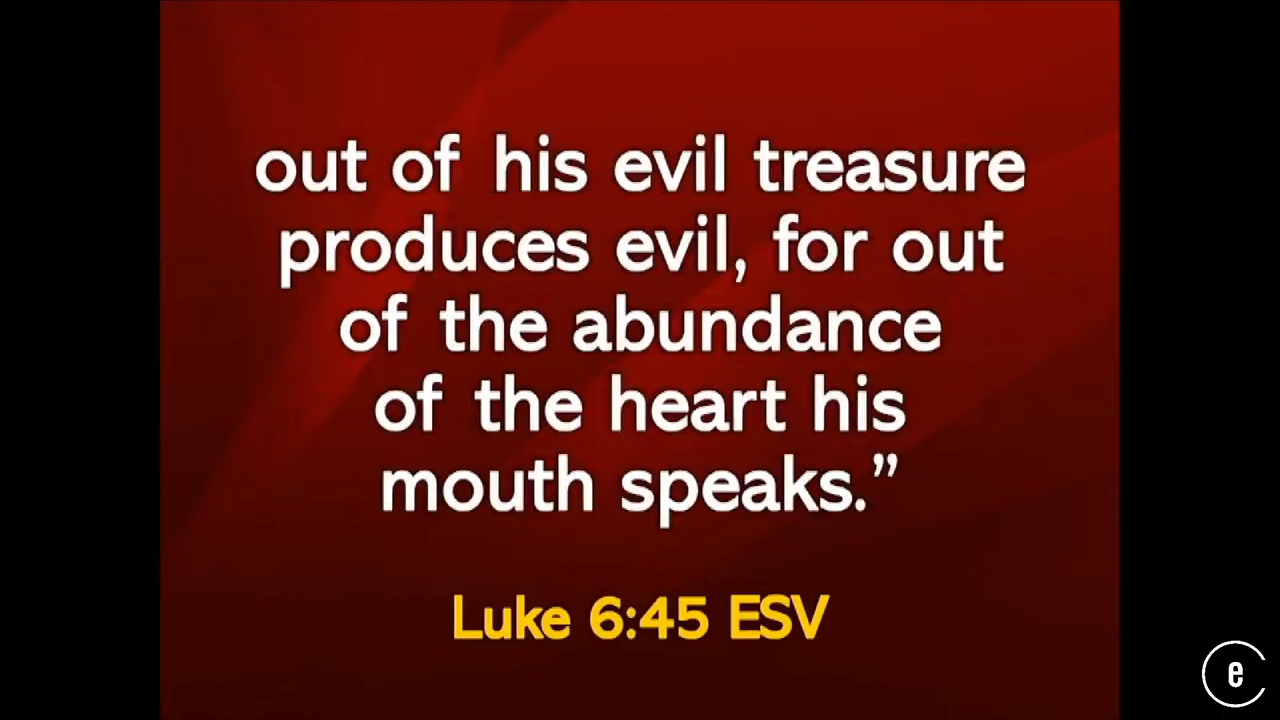 out of his evil treasure
produces evil, for out
of the abundance
of the heart his
mouth speaks.”
Luke 6:45 ESV
e